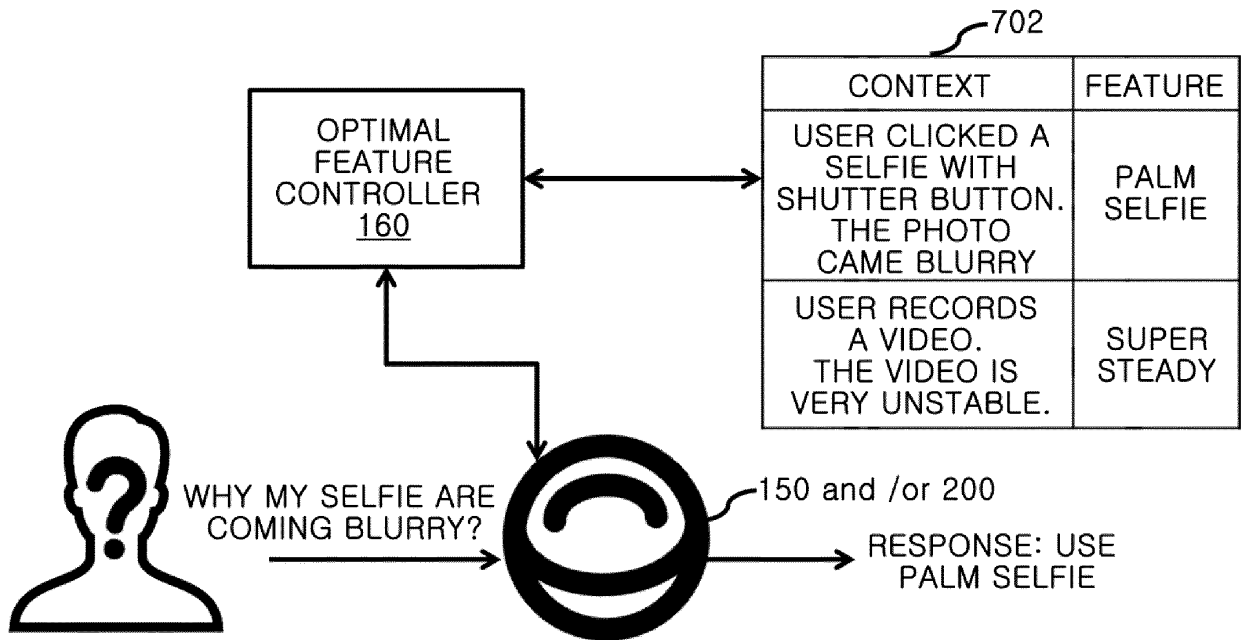 702
CONTEXT
FEATURE
USER CLICKED A
SELFIE WITH
SHUTTER BUTTON.
THE PHOTO
CAME BLURRY
PALM
SELFIE
USER RECORDS
A VIDEO.
THE VIDEO IS
VERY UNSTABLE.
SUPER
STEADY
OPTIMAL
FEATURE
CONTROLLER
160
?
WHY MY SELFIE ARE
COMING BLURRY?
150 and /or 200
RESPONSE: USE
PALM SELFIE